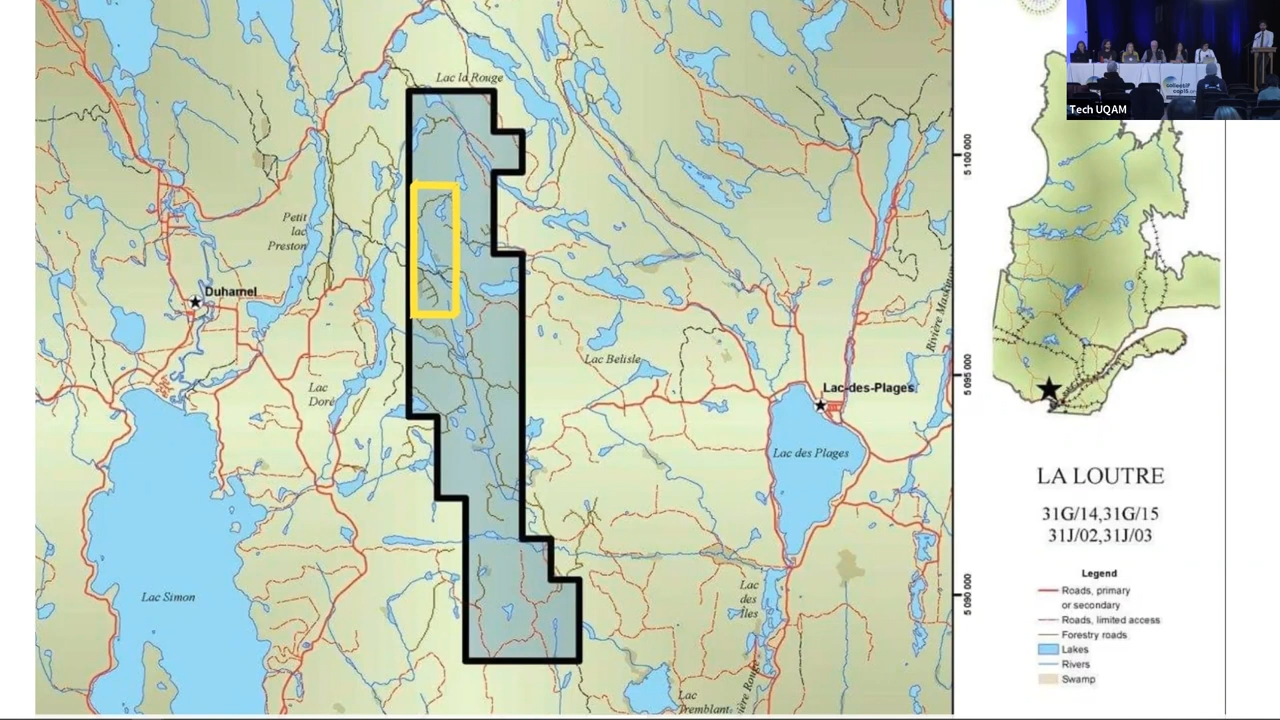 Lac la Rouge
Petit
lac
Preston
Duhamel
Lac Belisle
Lac
Doré
Lac-des-Plages
Lac des Plages
Lac Simon
Lac
des
Îles
Lac
Tremblant
5 100 000
5 095 000
5 090 000
Tech UQAM
collectif
cop15
LA LOUTRE
31G/14,31G/15
31J/02,31J/03
Legend
Roads, primary
or secondary
Roads, limited access
Forestry roads
Lakes
Rivers
Swamp